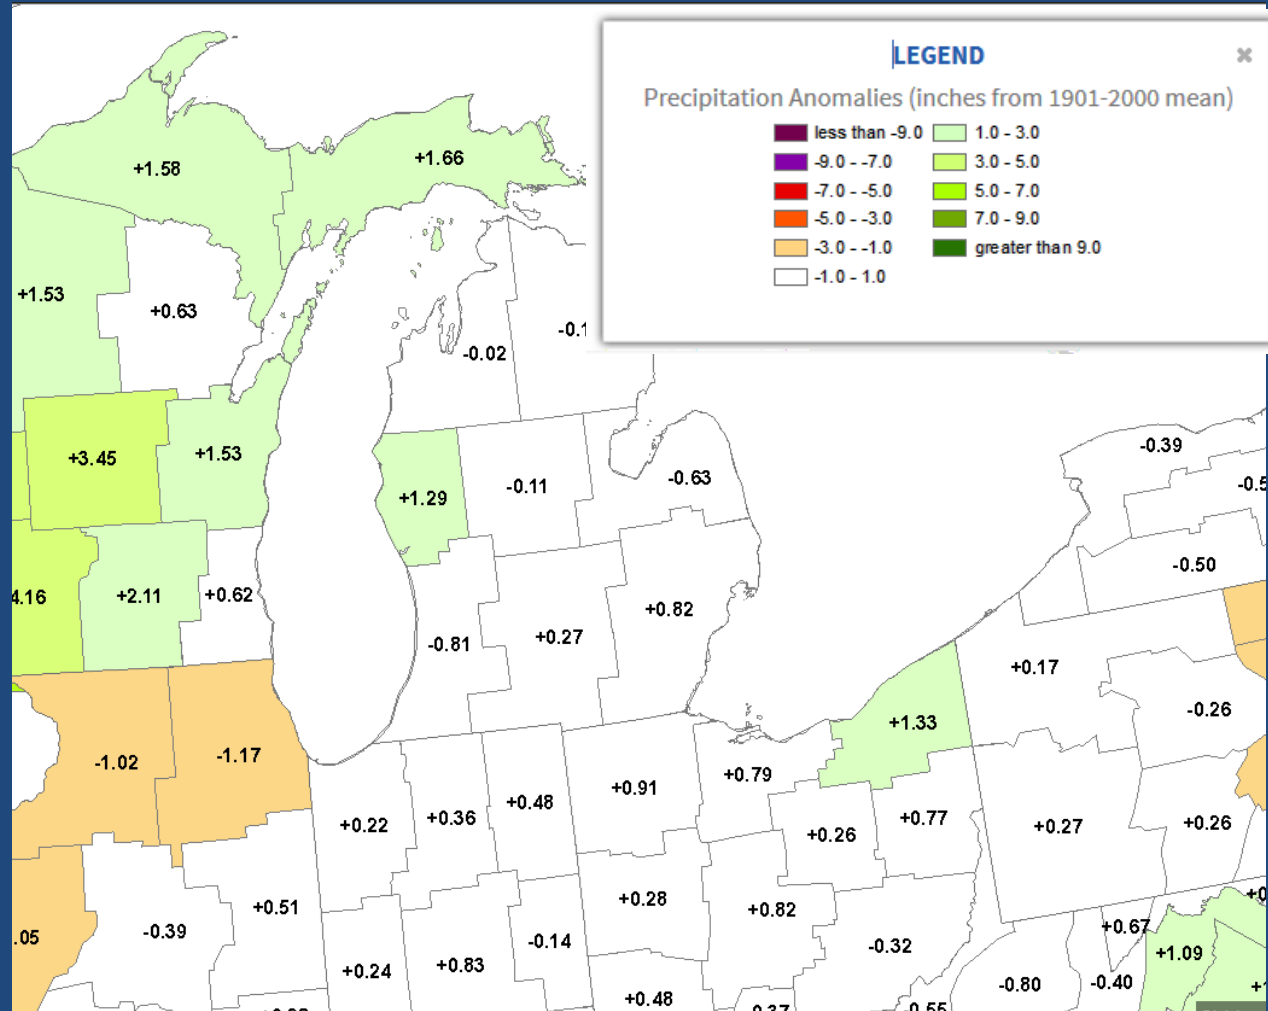 LEGEND
Precipitation Anomalies (inches from 1901-2000 mean)
less than -9.0 1.0 - 3.0
-9.0 - -7.0 3.0 - 5.0
-7.0 - -5.0 5.0 - 7.0
-5.0 - -3.0 7.0 - 9.0
-3.0 - -1.0 greater than 9.0
-1.0 - 1.0
+1.58 +1.66
+1.53 +0.63
-0.02
+3.45 +1.53 +1.29 -0.11 -0.63 -0.39
-0.50
4.16 +2.11 +0.62 -0.81 +0.27 +0.82
+0.17
-0.26
+1.33
-1.02 -1.17 +0.91 +0.79
+0.22 +0.36 +0.48 +0.26 +0.77 +0.27 +0.26
+0.51 +0.28 +0.82
.05 -0.39 +0.24 +0.83 -0.14 -0.32 +0.67
+1.09
+0.48 -0.80 -0.40